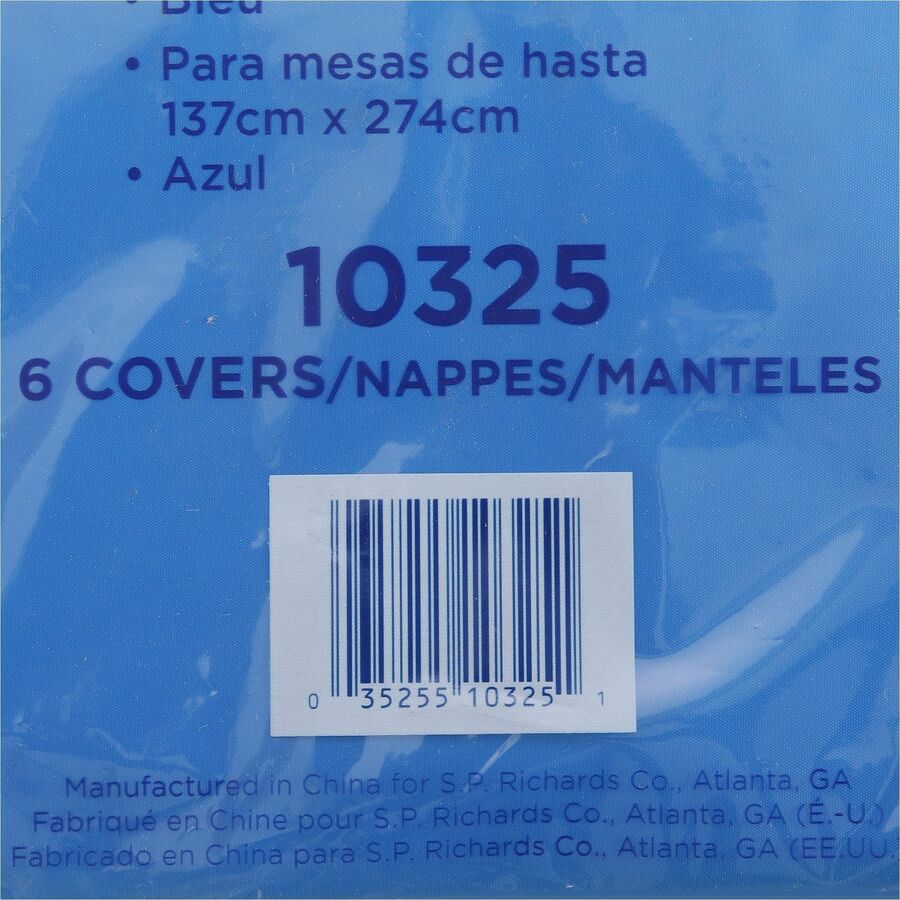 Bleu
• Para mesas de hasta
137cm x 274cm
• Azul
10325
6 COVERS/NAPPES/MANTELES
0 35255 10325 1
Manufactured in China for S.P. Richards Co., Atlanta, GA
Fabriqué en Chine pour S.P. Richards Co., Atlanta, GA (É.-U.)
Fabricado en China para S.P. Richards Co., Atlanta, GA (EE.UU.